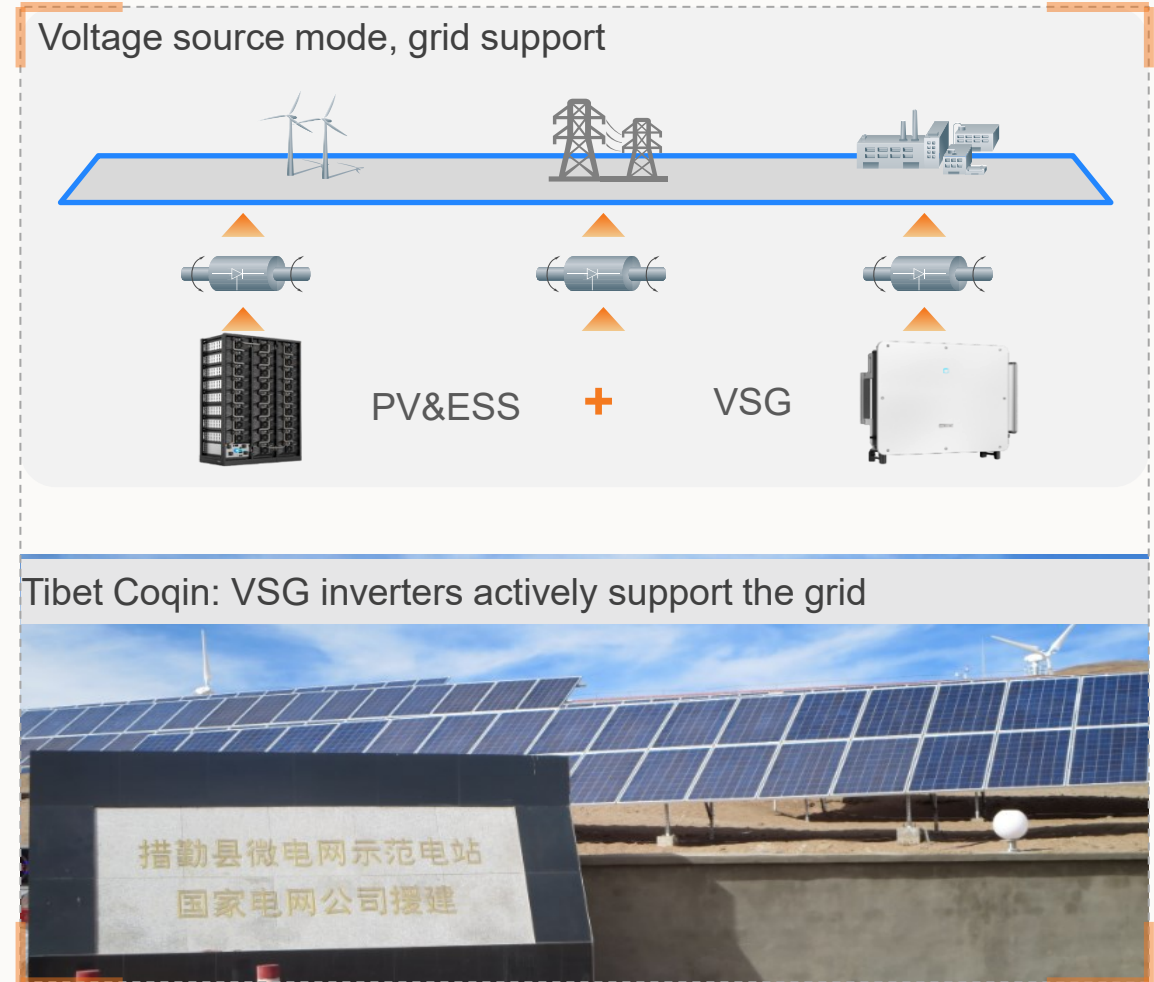 Voltage source mode, grid support
PV&ESS + VSG
Tibet Coqin: VSG inverters actively support the grid
措勤县微电网示范电站
国家电网公司援建